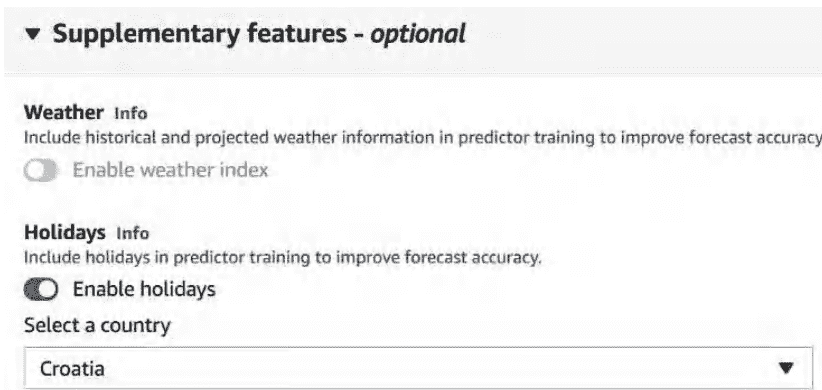 Supplementary features - optional
Weather Info
Include historical and projected weather information in predictor training to improve forecast accuracy
Enable weather index
Holidays Info
Include holidays in predictor training to improve forecast accuracy.
Enable holidays
Select a country
Croatia